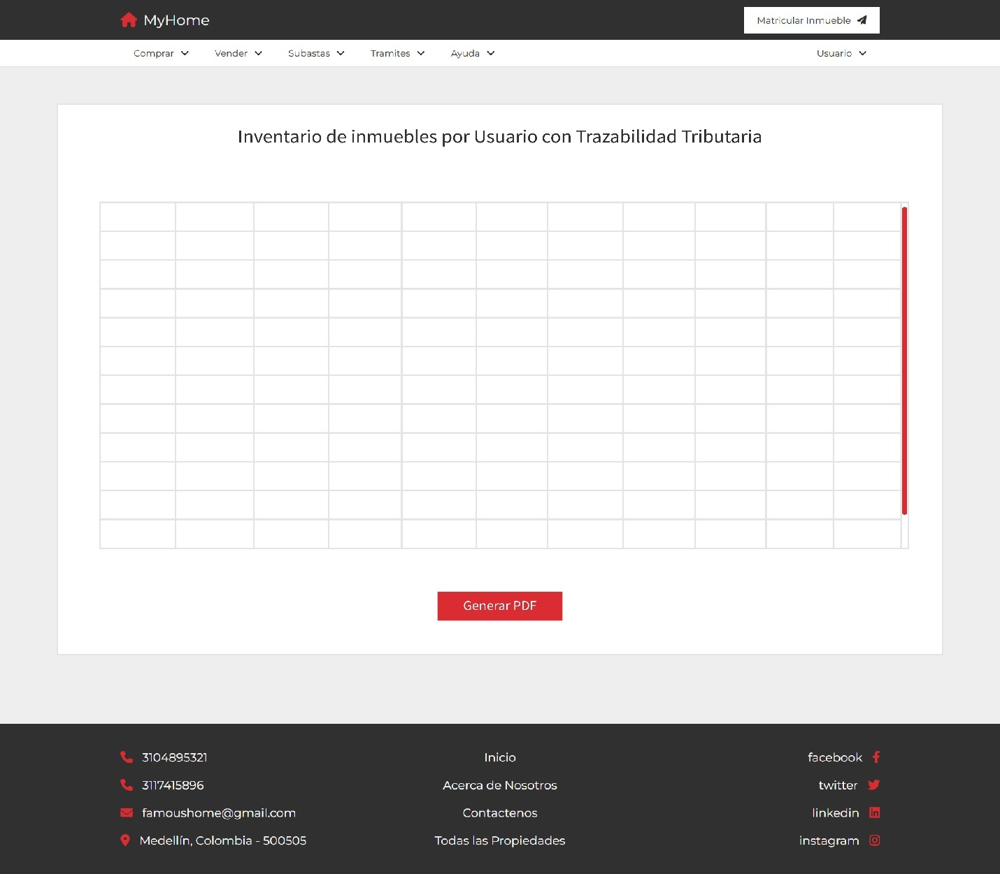 MyHome
Matricular Inmueble
Comprar
Vender
Subastas
Tramites
Ayuda
Usuario
Inventario de inmuebles por Usuario con Trazabilidad Tributaria
Generar PDF
3104895321
3117415896
famoushome@gmail.com
Medellín, Colombia - 500505
Inicio
Acerca de Nosotros
Contactenos
Todas las Propiedades
facebook
twitter
linkedin
instagram